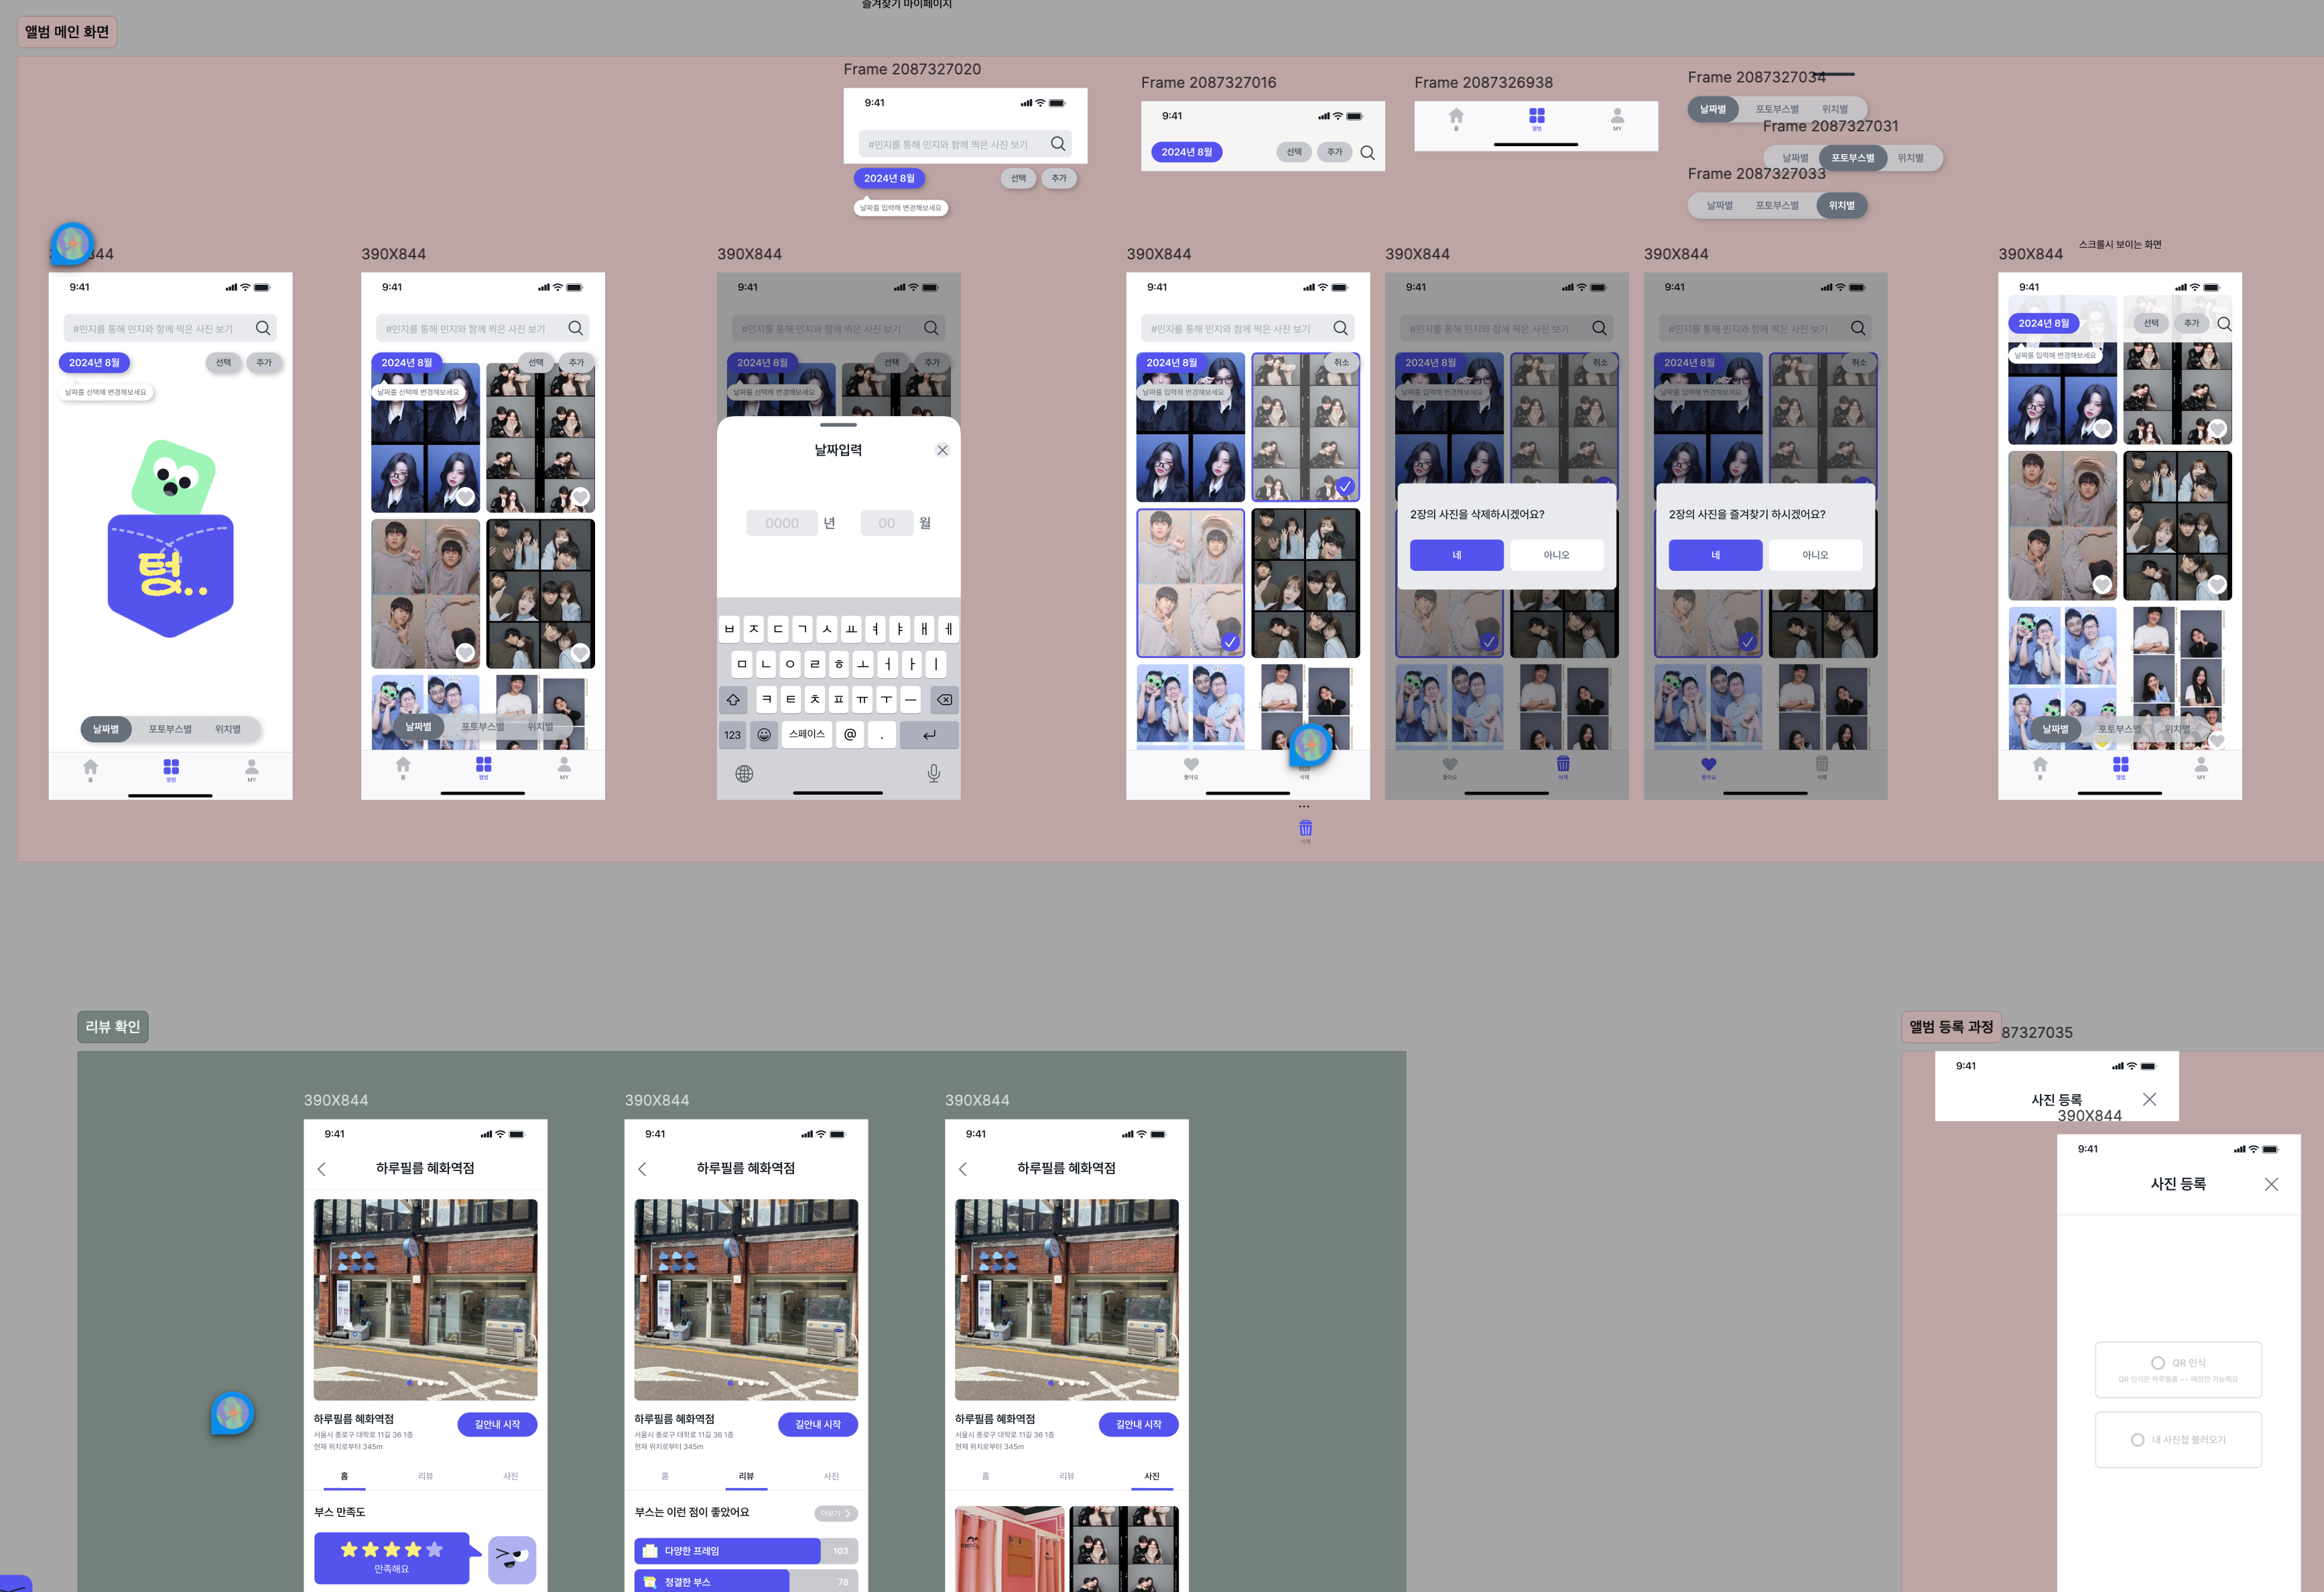 즐겨찾기 마이페이지
앨범 메인 화면
Frame 2087327020
9:41
#민지를 통해 민지와 함께 찍은 사진 보기
2024년 8월
선택
추가
날짜를 입력해 변경해보세요
Frame 2087327016
9:41
2024년 8월
선택
추가
Frame 2087326938
홈
앨범
MY
Frame 2087327034
날짜별
포토부스별
위치별
Frame 2087327031
날짜별
포토부스별
위치별
Frame 2087327033
날짜별
포토부스별
위치별
844
9:41
#민지를 통해 민지와 함께 찍은 사진 보기
2024년 8월
선택
추가
날짜를 선택해 변경해보세요
텅..
날짜별
포토부스별
위치별
홈
앨범
MY
390X844
9:41
#민지를 통해 민지와 함께 찍은 사진 보기
2024년 8월
선택
추가
날짜를 선택해 변경해보세요
날짜별
포토부스별
위치별
홈
앨범
MY
390X844
9:41
#민지를 통해 민지와 함께 찍은 사진 보기
2024년 8월
선택
추가
날짜를 선택해 변경해보세요
날짜입력
0000 년
00 월
ㅂ ㅈ ㄷ ㄱ ㅅ ㅛ ㅕ ㅑ ㅐ ㅔ
ㅁ ㄴ ㅇ ㄹ ㅎ ㅗ ㅓ ㅏ ㅣ
ㅋ ㅌ ㅊ ㅍ ㅠ ㅜ ㅡ
123
스페이스
@
.
390X844
9:41
#민지를 통해 민지와 함께 찍은 사진 보기
2024년 8월
취소
날짜를 입력해 변경해보세요
좋아요
삭제
...
삭제
390X844
9:41
#민지를 통해 민지와 함께 찍은 사진 보기
2024년 8월
취소
날짜를 입력해 변경해보세요
2장의 사진을 삭제하시겠어요?
네
아니오
좋아요
삭제
390X844
9:41
#민지를 통해 민지와 함께 찍은 사진 보기
2024년 8월
취소
날짜를 입력해 변경해보세요
2장의 사진을 즐겨찾기 하시겠어요?
네
아니오
좋아요
삭제
390X844
스크롤시 보이는 화면
9:41
2024년 8월
선택
추가
날짜를 입력해 변경해보세요
날짜별
포토부스별
위치별
홈
앨범
MY
리뷰 확인
390X844
9:41
하루필름 혜화역점
하루필름 혜화역점
길안내 시작
서울시 종로구 대학로 11길 36 1층
현재 위치로부터 345m
홈
리뷰
사진
부스 만족도
만족해요
390X844
9:41
하루필름 혜화역점
하루필름 혜화역점
길안내 시작
서울시 종로구 대학로 11길 36 1층
현재 위치로부터 345m
홈
리뷰
사진
부스는 이런 점이 좋았어요
더보기
다양한 프레임
103
청결한 부스
78
390X844
9:41
하루필름 혜화역점
하루필름 혜화역점
길안내 시작
서울시 종로구 대학로 11길 36 1층
현재 위치로부터 345m
홈
리뷰
사진
앨범 등록 과정
87327035
9:41
사진 등록
390X844
9:41
사진 등록
QR 인식
QR 인식은 하루필름 ~~ 매장만 가능해요
내 사진첩 불러오기